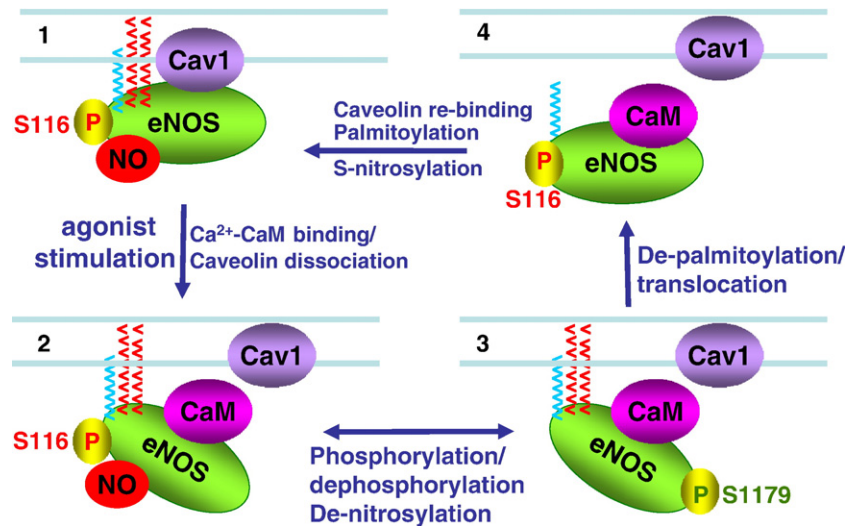 1
Cav1
S116
P
eNOS
NO
4
Cav1
CaM
eNOS
P
S116
Caveolin re-binding
Palmitoylation
S-nitrosylation
agonist
stimulation
Ca²⁺-CaM binding/
Caveolin dissociation
De-palmitoylation/
translocation
2
Cav1
CaM
S116
P
eNOS
NO
3
Cav1
CaM
eNOS
P
S1179
Phosphorylation/
dephosphorylation
De-nitrosylation